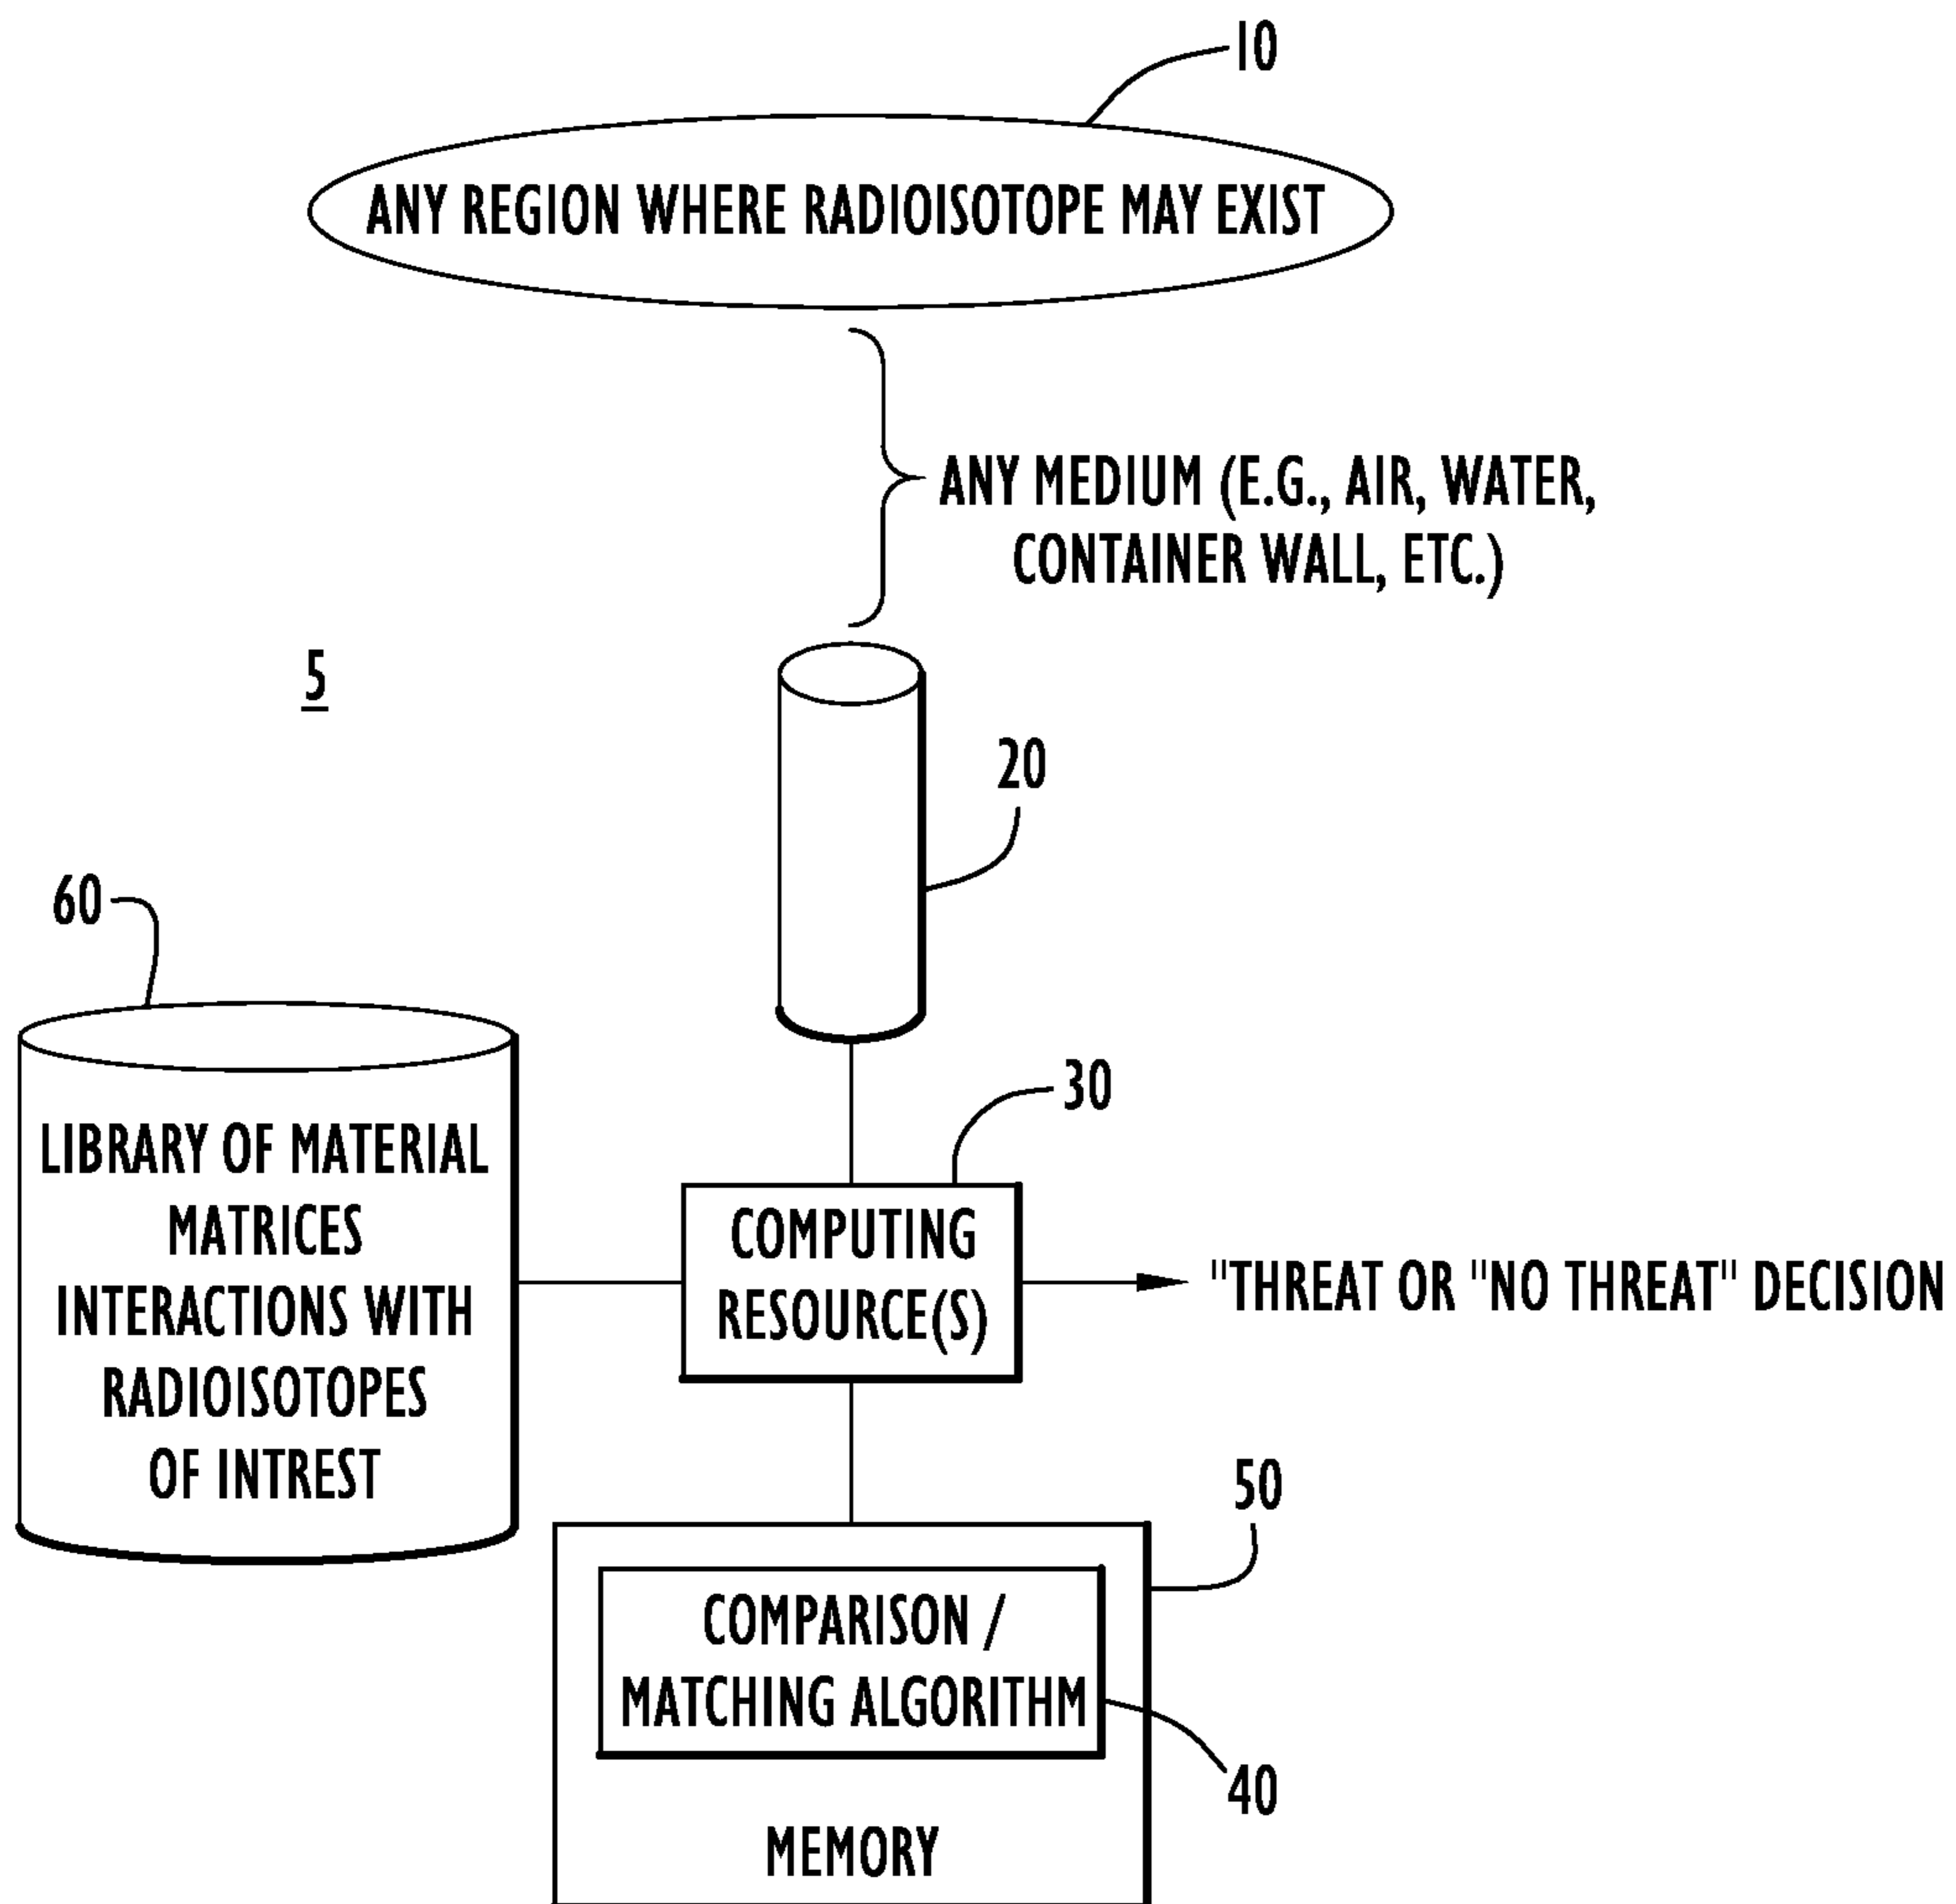 10
ANY REGION WHERE RADIOISOTOPE MAY EXIST
ANY MEDIUM (E.G., AIR, WATER,
CONTAINER WALL, ETC.)
5
20
60
30
LIBRARY OF MATERIAL
MATRICES
INTERACTIONS WITH
RADIOISOTOPES
OF INTREST
COMPUTING
RESOURCE(S)
"THREAT OR "NO THREAT" DECISION
50
COMPARISON /
MATCHING ALGORITHM
40
MEMORY